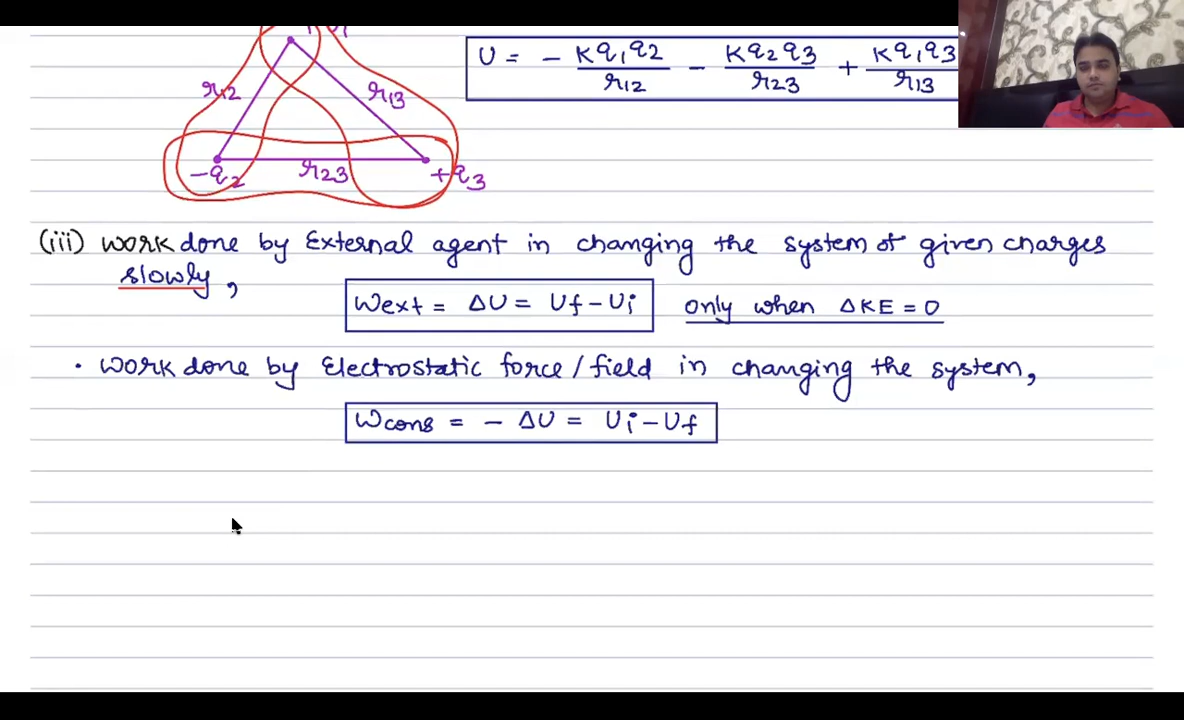 U = - Kq₁q₂/r₁₂ - Kq₂q₃/r₂₃ + Kq₁q₃/r₁₃
r₁₂
r₁₃
-q₂ r₂₃ +q₃
(iii) work done by External agent in changing the system of given charges
slowly,
Wext = ΔU = Uf - Ui only when ΔKE = 0
• work done by Electrostatic force/field in changing the system,
Wcons = - ΔU = Ui - Uf